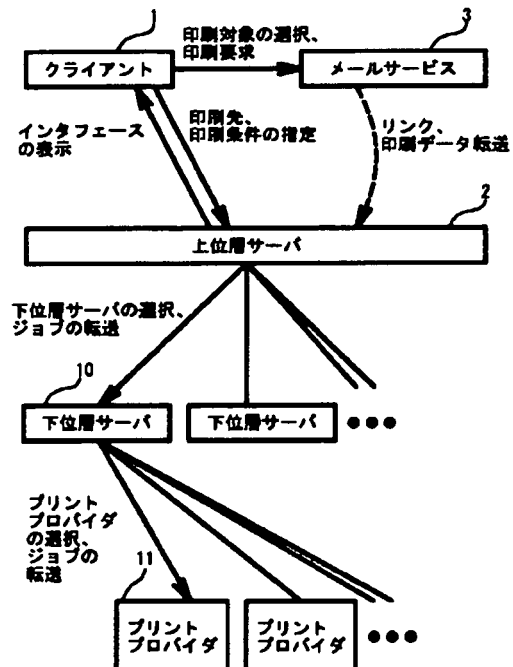 1
印刷対象の選択、
印刷要求
3
クライアント
メールサービス
インタフェース
の表示
印刷先、
印刷条件の指定
リンク、
印刷データ転送
2
上位層サーバ
下位層サーバの選択、
ジョブの転送
10
下位層サーバ
下位層サーバ
●●●
プリント
プロバイダ
の選択、
ジョブの
転送
11
プリント
プロバイダ
プリント
プロバイダ
●●●